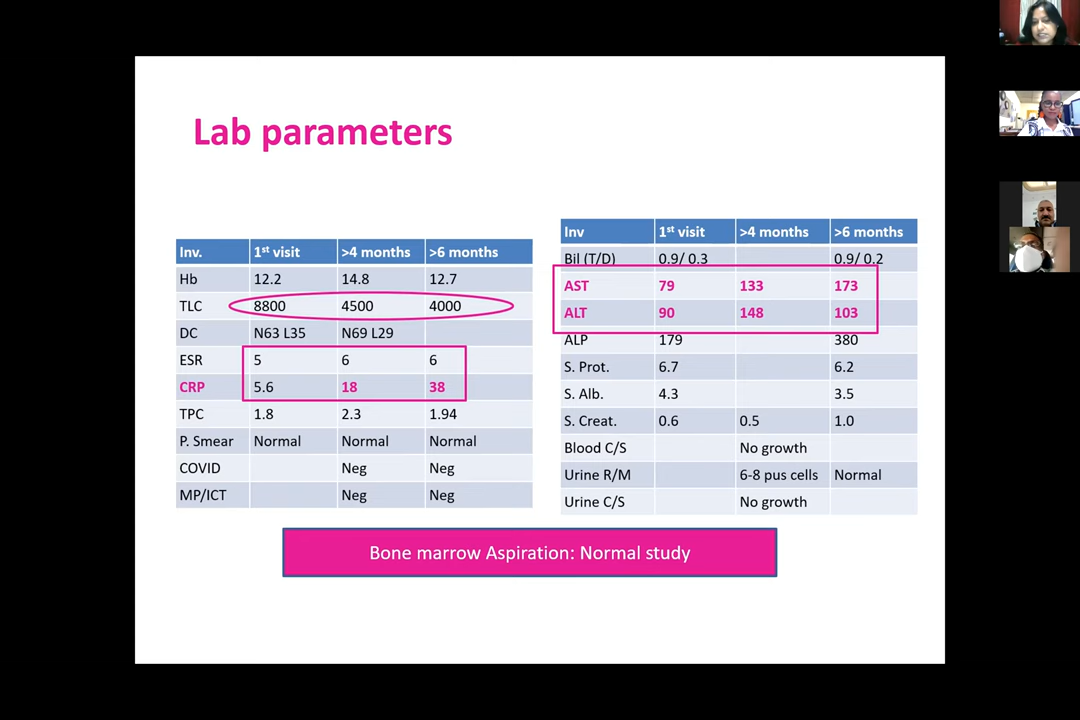 Lab parameters
Inv. 1st visit >4 months >6 months
Hb 12.2 14.8 12.7
TLC 8800 4500 4000
DC N63 L35 N69 L29
ESR 5 6 6
CRP 5.6 18 38
TPC 1.8 2.3 1.94
P. Smear Normal Normal Normal
COVID Neg Neg
MP/ICT Neg Neg
Inv 1st visit >4 months >6 months
Bil (T/D) 0.9/ 0.3 0.9/ 0.2
AST 79 133 173
ALT 90 148 103
ALP 179 380
S. Prot. 6.7 6.2
S. Alb. 4.3 3.5
S. Creat. 0.6 0.5 1.0
Blood C/S No growth
Urine R/M 6-8 pus cells Normal
Urine C/S No growth
Bone marrow Aspiration: Normal study